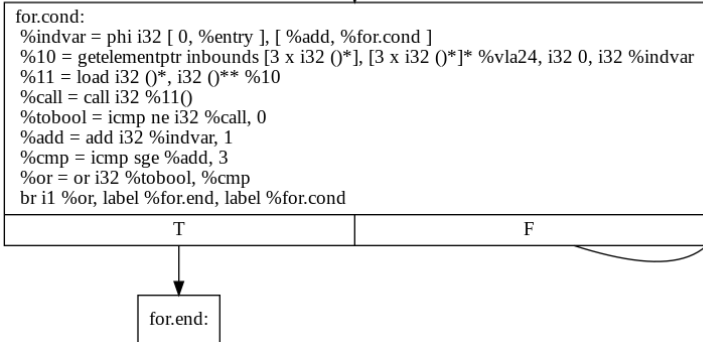 for.cond:
%indvar = phi i32 [ 0, %entry ], [ %add, %for.cond ]
%10 = getelementptr inbounds [3 x i32 ()*], [3 x i32 ()*]* %vla24, i32 0, i32 %indvar
%11 = load i32 ()*, i32 ()** %10
%call = call i32 %11()
%tobool = icmp ne i32 %call, 0
%add = add i32 %indvar, 1
%cmp = icmp sge %add, 3
%or = or i32 %tobool, %cmp
br i1 %or, label %for.end, label %for.cond
T F
for.end: